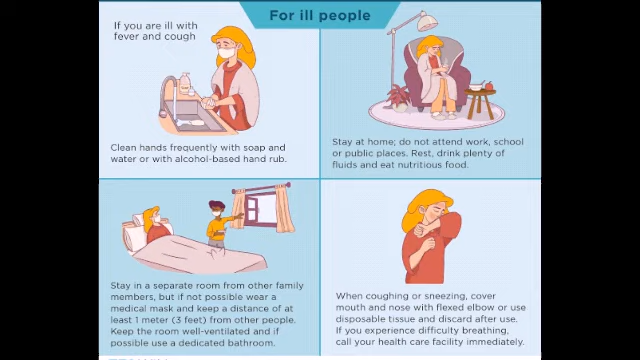 For ill people
If you are ill with
fever and cough
Clean hands frequently with soap and
water or with alcohol-based hand rub.
Stay at home; do not attend work, school
or public places. Rest, drink plenty of
fluids and eat nutritious food.
Stay in a separate room from other family
members, but if not possible wear a
medical mask and keep a distance of at
least 1 meter (3 feet) from other people.
Keep the room well-ventilated and if
possible use a dedicated bathroom.
When coughing or sneezing, cover
mouth and nose with flexed elbow or use
disposable tissue and discard after use.
If you experience difficulty breathing,
call your health care facility immediately.